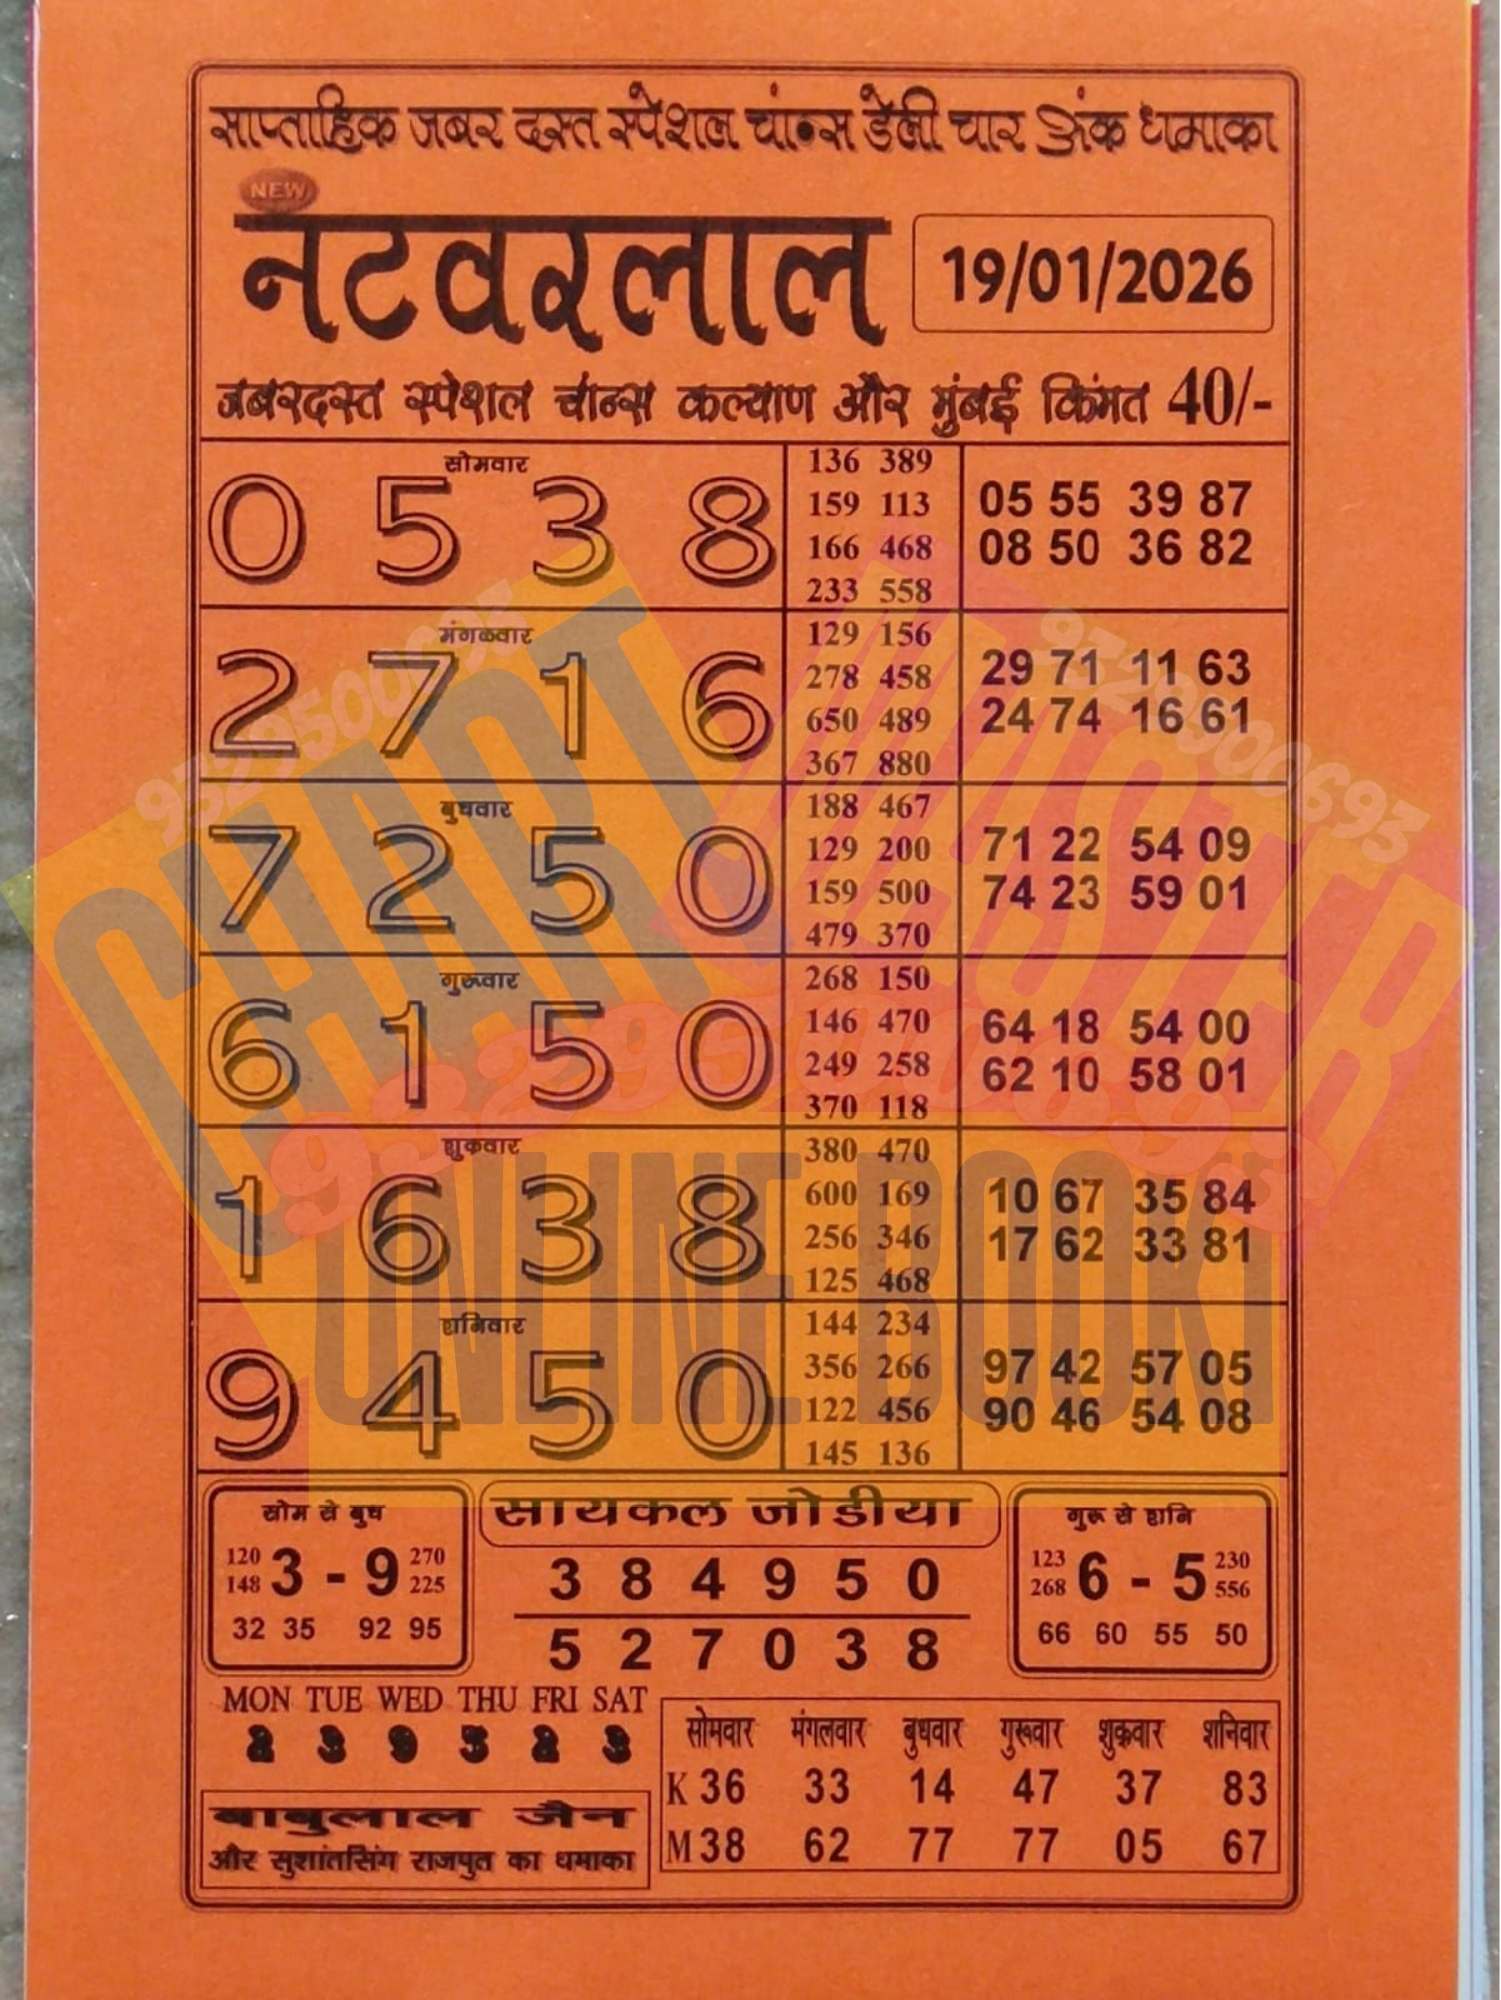 साप्ताहिक जबर दस्त स्पेशल चांन्स डेली चार अंक धमाका
NEW
नटवरलाल
19/01/2026
जबरदस्त स्पेशल चांन्स कल्याण और मुंबई किंमत 40/-
सोमवार
0 5 3 8
136 389
159 113
166 468
233 558
05 55 39 87
08 50 36 82
मंगळवार
2 7 1 6
129 156
278 458
650 489
367 880
29 71 11 63
24 74 16 61
बुधवार
7 2 5 0
188 467
129 200
159 500
479 370
71 22 54 09
74 23 59 01
गुरूवार
6 1 5 0
268 150
146 470
249 258
370 118
64 18 54 00
62 10 58 01
शुक्रवार
1 6 3 8
380 470
600 169
256 346
125 468
10 67 35 84
17 62 33 81
शनिवार
9 4 5 0
144 234
356 266
122 456
145 136
97 42 57 05
90 46 54 08
सोम से बुध
120 3 - 9 270
148 225
32 35 92 95
सायकल जोडीया
3 8 4 9 5 0
5 2 7 0 3 8
गुरू से शनि
123 6 - 5 230
268 556
66 60 55 50
MON TUE WED THU FRI SAT
सोमवार मंगलवार बुधवार गुरूवार शुक्रवार शनिवार
K 36 33 14 47 37 83
M 38 62 77 77 05 67
बाबुलाल जैन
और सुशांतसिंग राजपुत का धमाका
CHART MASTER
ONLINE BOOK
9329500693
9329500693
9329500693